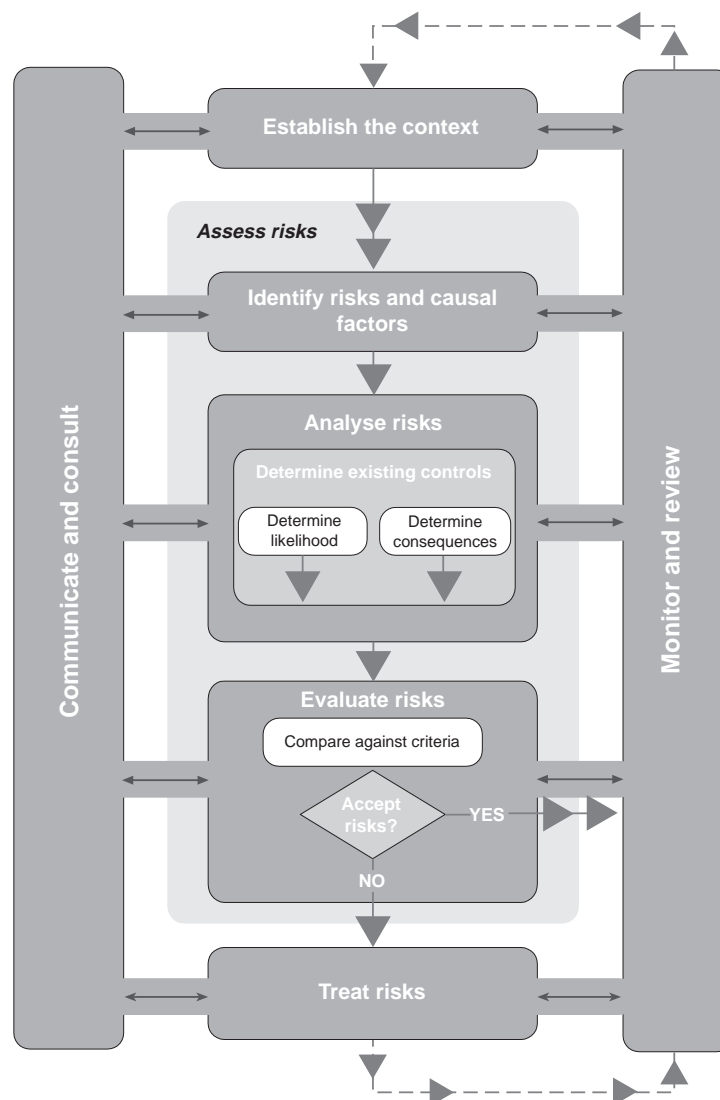 Establish the context
Assess risks
Identify risks and causal
factors
Analyse risks
Determine existing controls
Determine
likelihood
Determine
consequences
Evaluate risks
Compare against criteria
Accept
risks?
YES
NO
Treat risks
Communicate and consult
Monitor and review